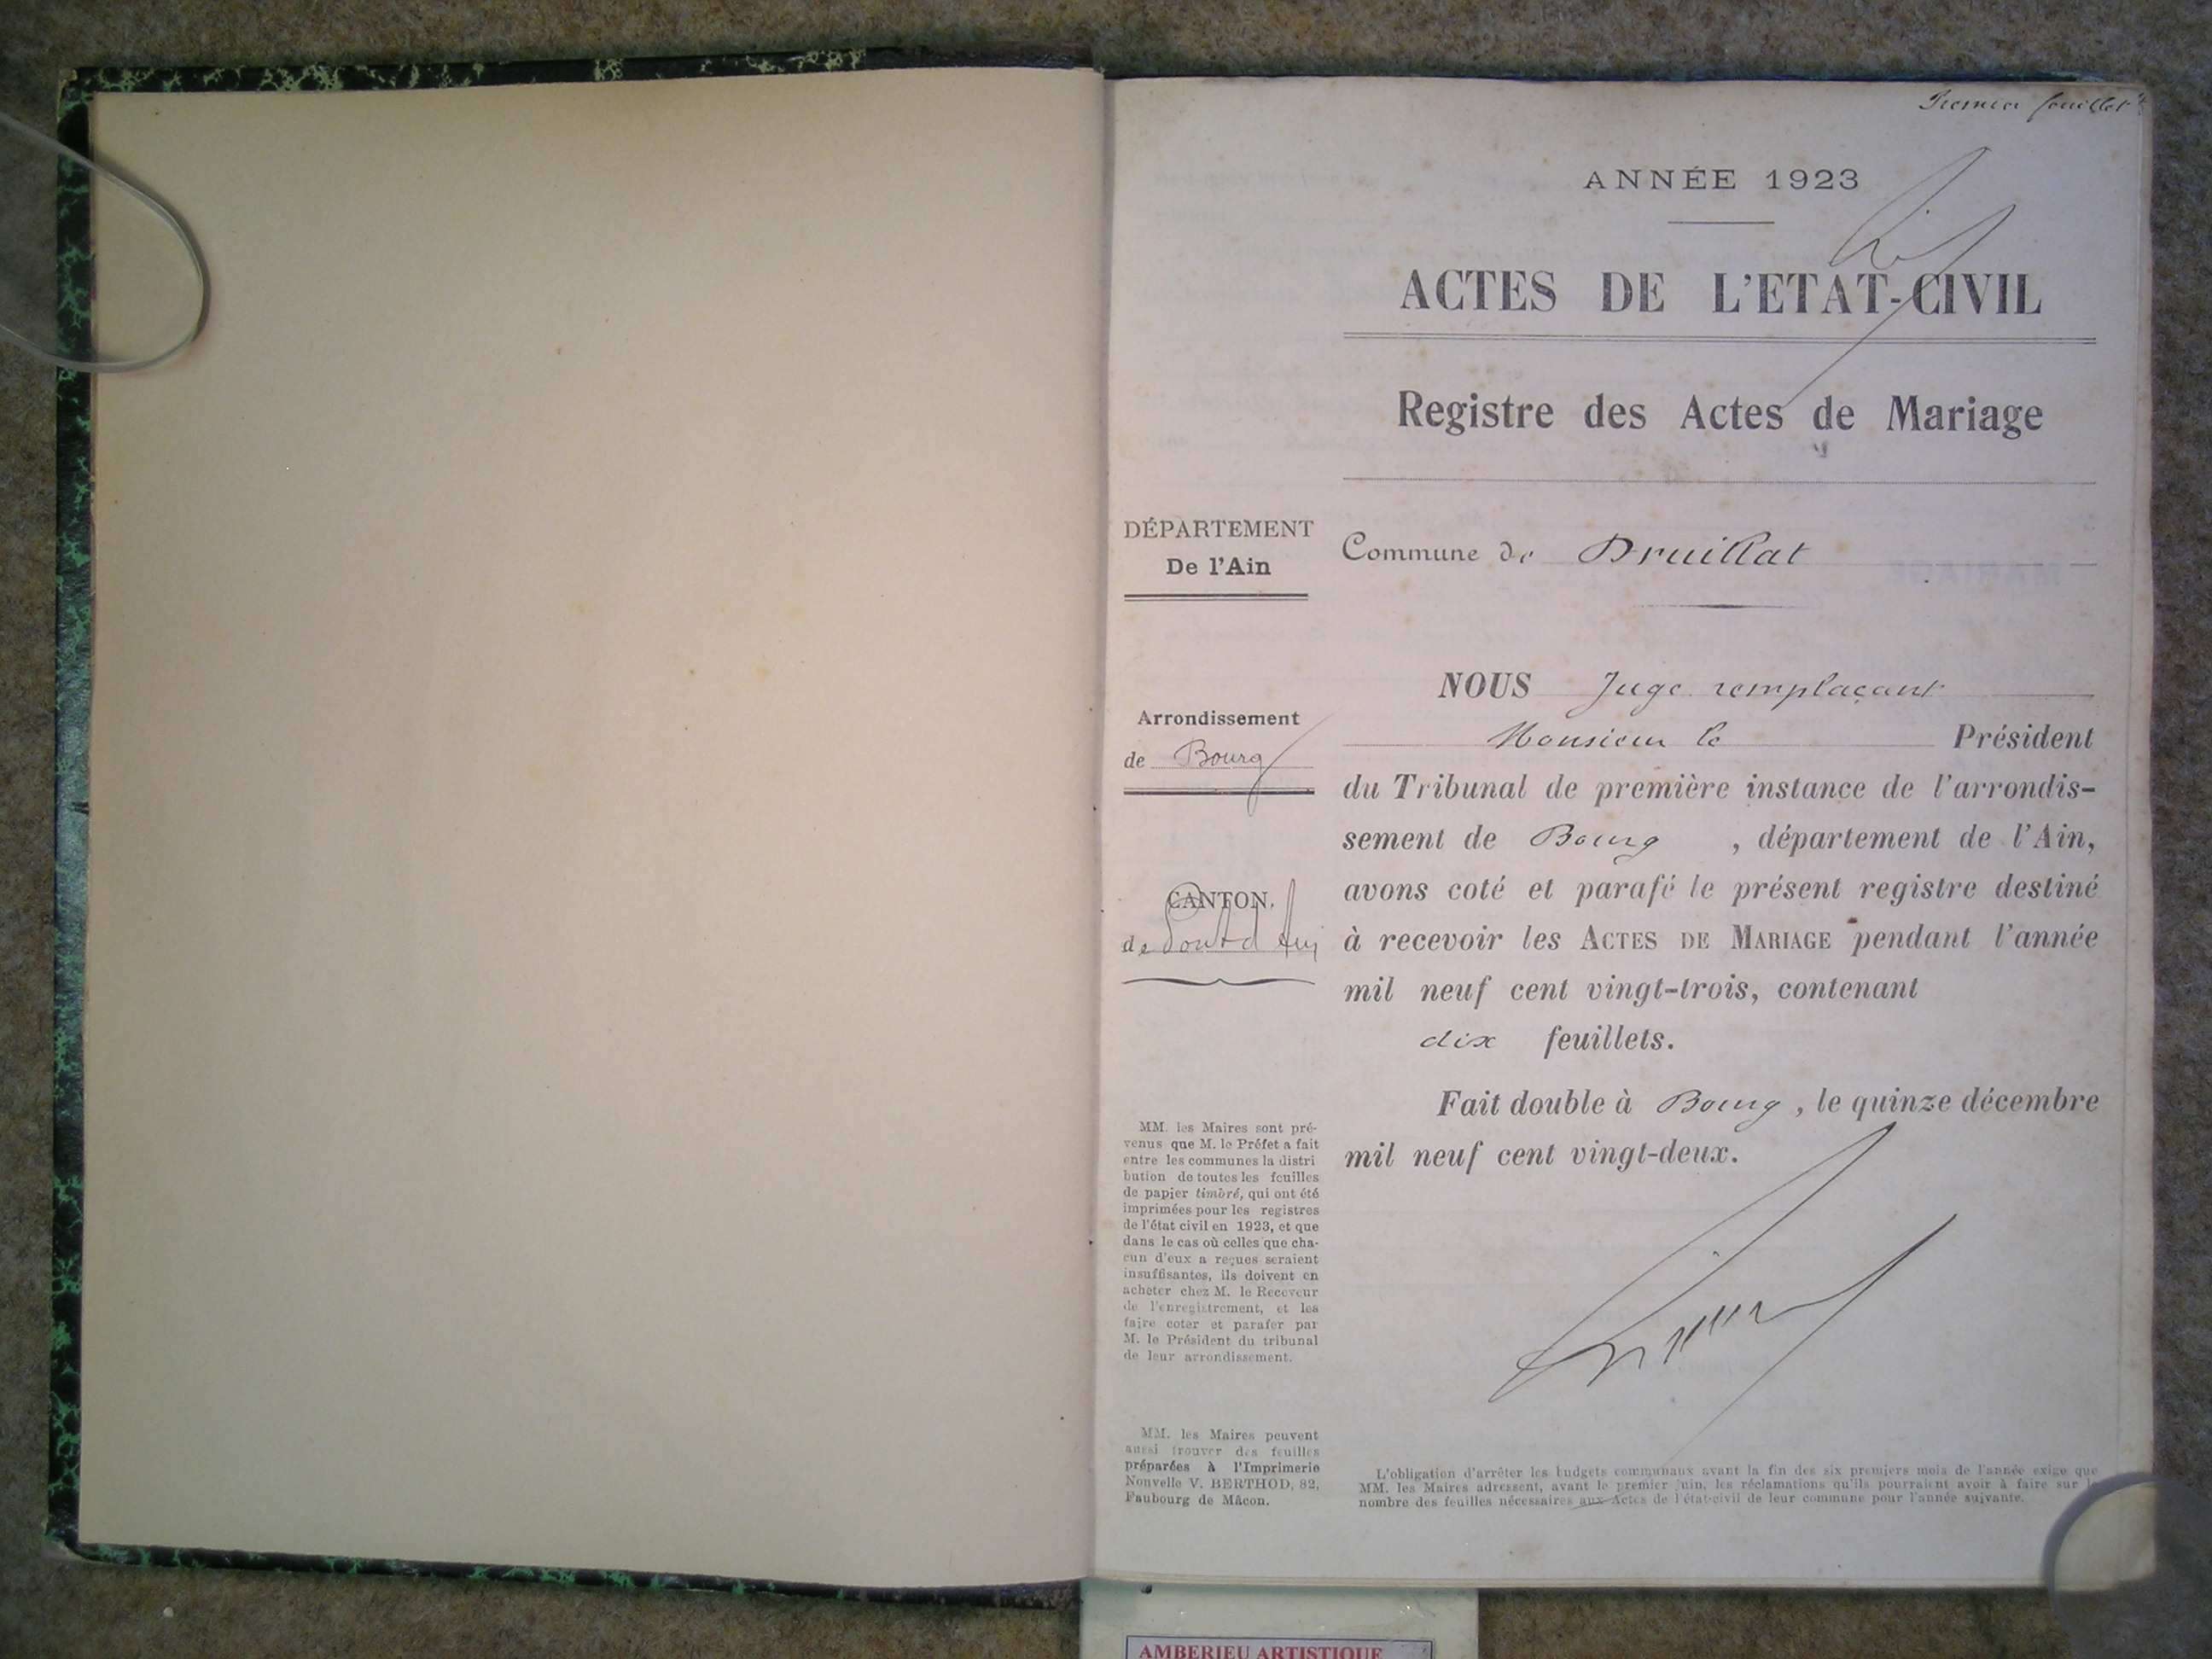 Premier feuillet
ANNÉE 1923
ACTES DE L'ETAT-CIVIL
Registre des Actes de Mariage
DÉPARTEMENT
De l'Ain
Commune de Druillat
Arrondissement
de Bourg
CANTON.
de Pont d'Ain
NOUS Juge remplaçant
Monsieur le Président
du Tribunal de première instance de l'arrondis-
sement de Bourg , département de l'Ain,
avons coté et parafé le présent registre destiné
à recevoir les ACTES DE MARIAGE pendant l'année
mil neuf cent vingt-trois, contenant
dix feuillets.
Fait double à Bourg , le quinze décembre
mil neuf cent vingt-deux.
MM. les Maires sont pré-
venus que M. le Préfet a fait
entre les communes la distri
bution de toutes les feuilles
de papier timbré, qui ont été
imprimées pour les registres
de l'état civil en 1923, et que
dans le cas où celles que cha-
cun d'eux a reçues seraient
insuffisantes, ils doivent en
acheter chez M. le Receveur
de l'enregistrement, et les
faire coter et parafer par
M. le Président du tribunal
de leur arrondissement.
MM. les Maires peuvent
aussi trouver des feuilles
préparées à l'Imprimerie
Nouvelle V. BERTHOD, 82,
Faubourg de Mâcon.
L'obligation d'arrêter les budgets communaux avant la fin des six premiers mois de l'année exige que
MM. les Maires adressent, avant le premier juin, les réclamations qu'ils pourraient avoir à faire sur le
nombre des feuilles nécessaires aux Actes de l'état-civil de leur commune pour l'année suivante.
AMBERIEU ARTISTIQUE